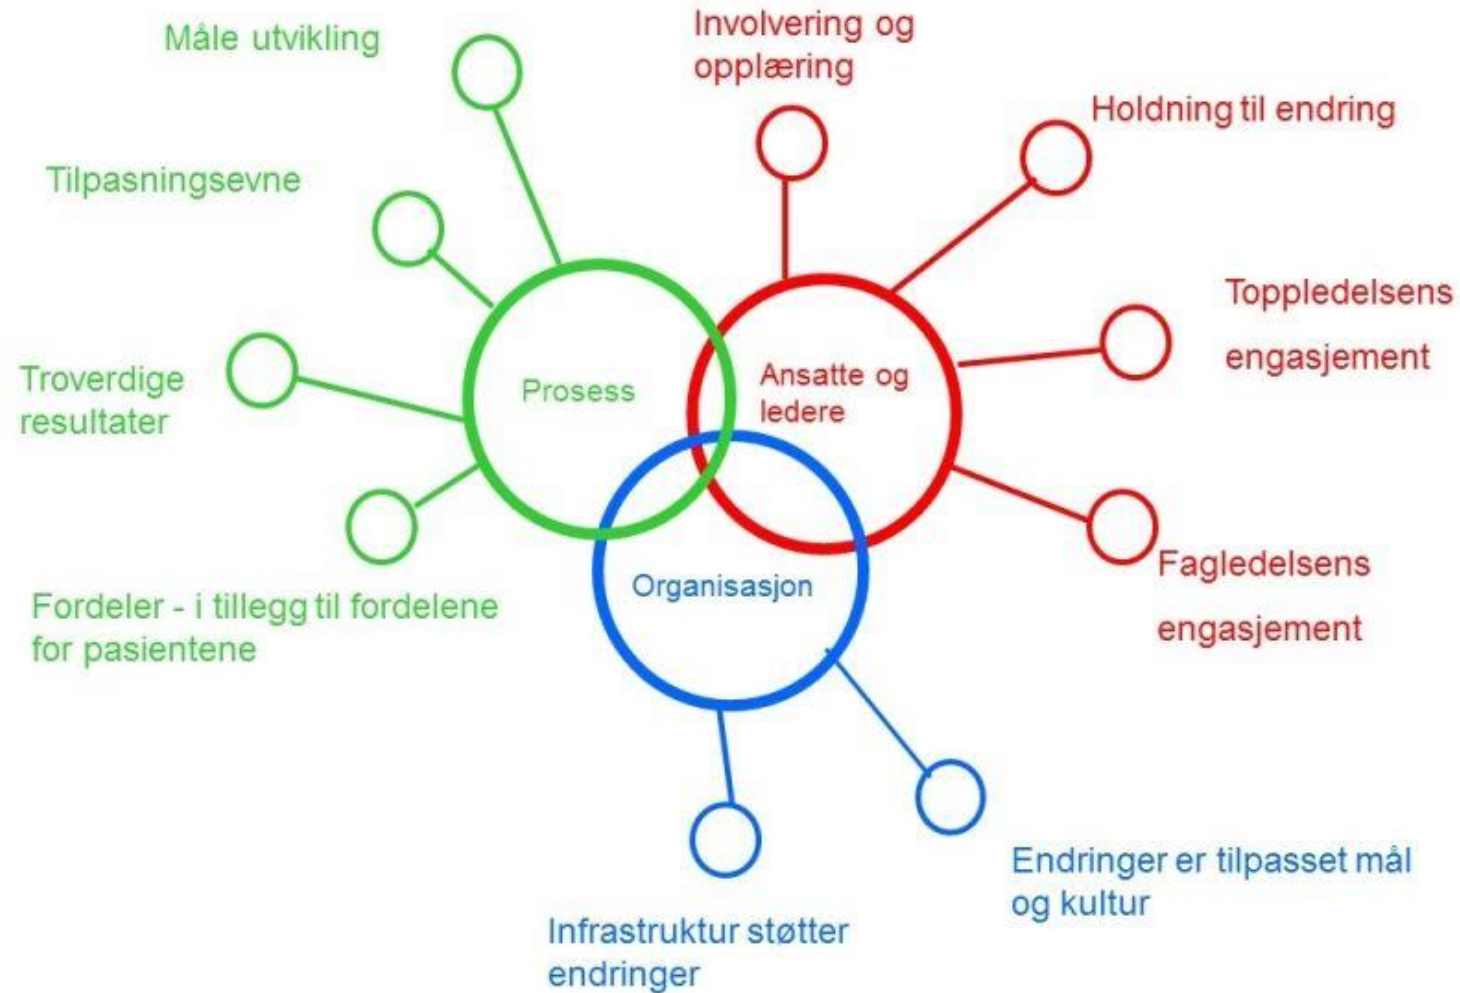 Måle utvikling
Involvering og
opplæring
Holdning til endring
Tilpasningsevne
Toppledelsens
engasjement
Troverdige
resultater
Prosess
Ansatte og
ledere
Fagledelsens
engasjement
Organisasjon
Fordeler - i tillegg til fordelene
for pasientene
Endringer er tilpasset mål
og kultur
Infrastruktur støtter
endringer